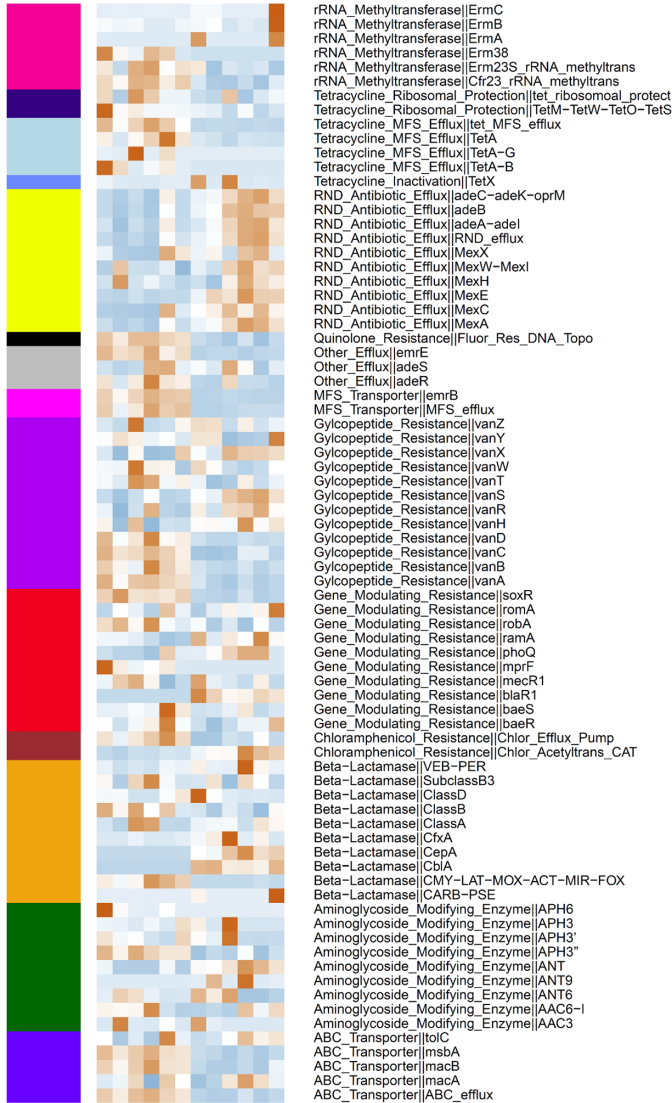 rRNA_Methyltransferase||ErmC
rRNA_Methyltransferase||ErmB
rRNA_Methyltransferase||ErmA
rRNA_Methyltransferase||Erm38
rRNA_Methyltransferase||Erm23S_rRNA_methyltrans
rRNA_Methyltransferase||Cfr23_rRNA_methyltrans
Tetracycline_Ribosomal_Protection||tet_ribosomoal_protect
Tetracycline_Ribosomal_Protection||TetM−TetW−TetO−TetS
Tetracycline_MFS_Efflux||tet_MFS_efflux
Tetracycline_MFS_Efflux||TetA
Tetracycline_MFS_Efflux||TetA−G
Tetracycline_MFS_Efflux||TetA−B
Tetracycline_Inactivation||TetX
RND_Antibiotic_Efflux||adeC−adeK−oprM
RND_Antibiotic_Efflux||adeB
RND_Antibiotic_Efflux||adeA−adeI
RND_Antibiotic_Efflux||RND_efflux
RND_Antibiotic_Efflux||MexX
RND_Antibiotic_Efflux||MexW−MexI
RND_Antibiotic_Efflux||MexH
RND_Antibiotic_Efflux||MexE
RND_Antibiotic_Efflux||MexC
RND_Antibiotic_Efflux||MexA
Quinolone_Resistance||Fluor_Res_DNA_Topo
Other_Efflux||emrE
Other_Efflux||adeS
Other_Efflux||adeR
MFS_Transporter||emrB
MFS_Transporter||MFS_efflux
Gylcopeptide_Resistance||vanZ
Gylcopeptide_Resistance||vanY
Gylcopeptide_Resistance||vanX
Gylcopeptide_Resistance||vanW
Gylcopeptide_Resistance||vanT
Gylcopeptide_Resistance||vanS
Gylcopeptide_Resistance||vanR
Gylcopeptide_Resistance||vanH
Gylcopeptide_Resistance||vanD
Gylcopeptide_Resistance||vanC
Gylcopeptide_Resistance||vanB
Gylcopeptide_Resistance||vanA
Gene_Modulating_Resistance||soxR
Gene_Modulating_Resistance||romA
Gene_Modulating_Resistance||robA
Gene_Modulating_Resistance||ramA
Gene_Modulating_Resistance||phoQ
Gene_Modulating_Resistance||mprF
Gene_Modulating_Resistance||mecR1
Gene_Modulating_Resistance||blaR1
Gene_Modulating_Resistance||baeS
Gene_Modulating_Resistance||baeR
Chloramphenicol_Resistance||Chlor_Efflux_Pump
Chloramphenicol_Resistance||Chlor_Acetyltrans_CAT
Beta−Lactamase||VEB−PER
Beta−Lactamase||SubclassB3
Beta−Lactamase||ClassD
Beta−Lactamase||ClassB
Beta−Lactamase||ClassA
Beta−Lactamase||CfxA
Beta−Lactamase||CepA
Beta−Lactamase||CblA
Beta−Lactamase||CMY−LAT−MOX−ACT−MIR−FOX
Beta−Lactamase||CARB−PSE
Aminoglycoside_Modifying_Enzyme||APH6
Aminoglycoside_Modifying_Enzyme||APH3
Aminoglycoside_Modifying_Enzyme||APH3’
Aminoglycoside_Modifying_Enzyme||APH3”
Aminoglycoside_Modifying_Enzyme||ANT
Aminoglycoside_Modifying_Enzyme||ANT9
Aminoglycoside_Modifying_Enzyme||ANT6
Aminoglycoside_Modifying_Enzyme||AAC6−I
Aminoglycoside_Modifying_Enzyme||AAC3
ABC_Transporter||tolC
ABC_Transporter||msbA
ABC_Transporter||macB
ABC_Transporter||macA
ABC_Transporter||ABC_efflux